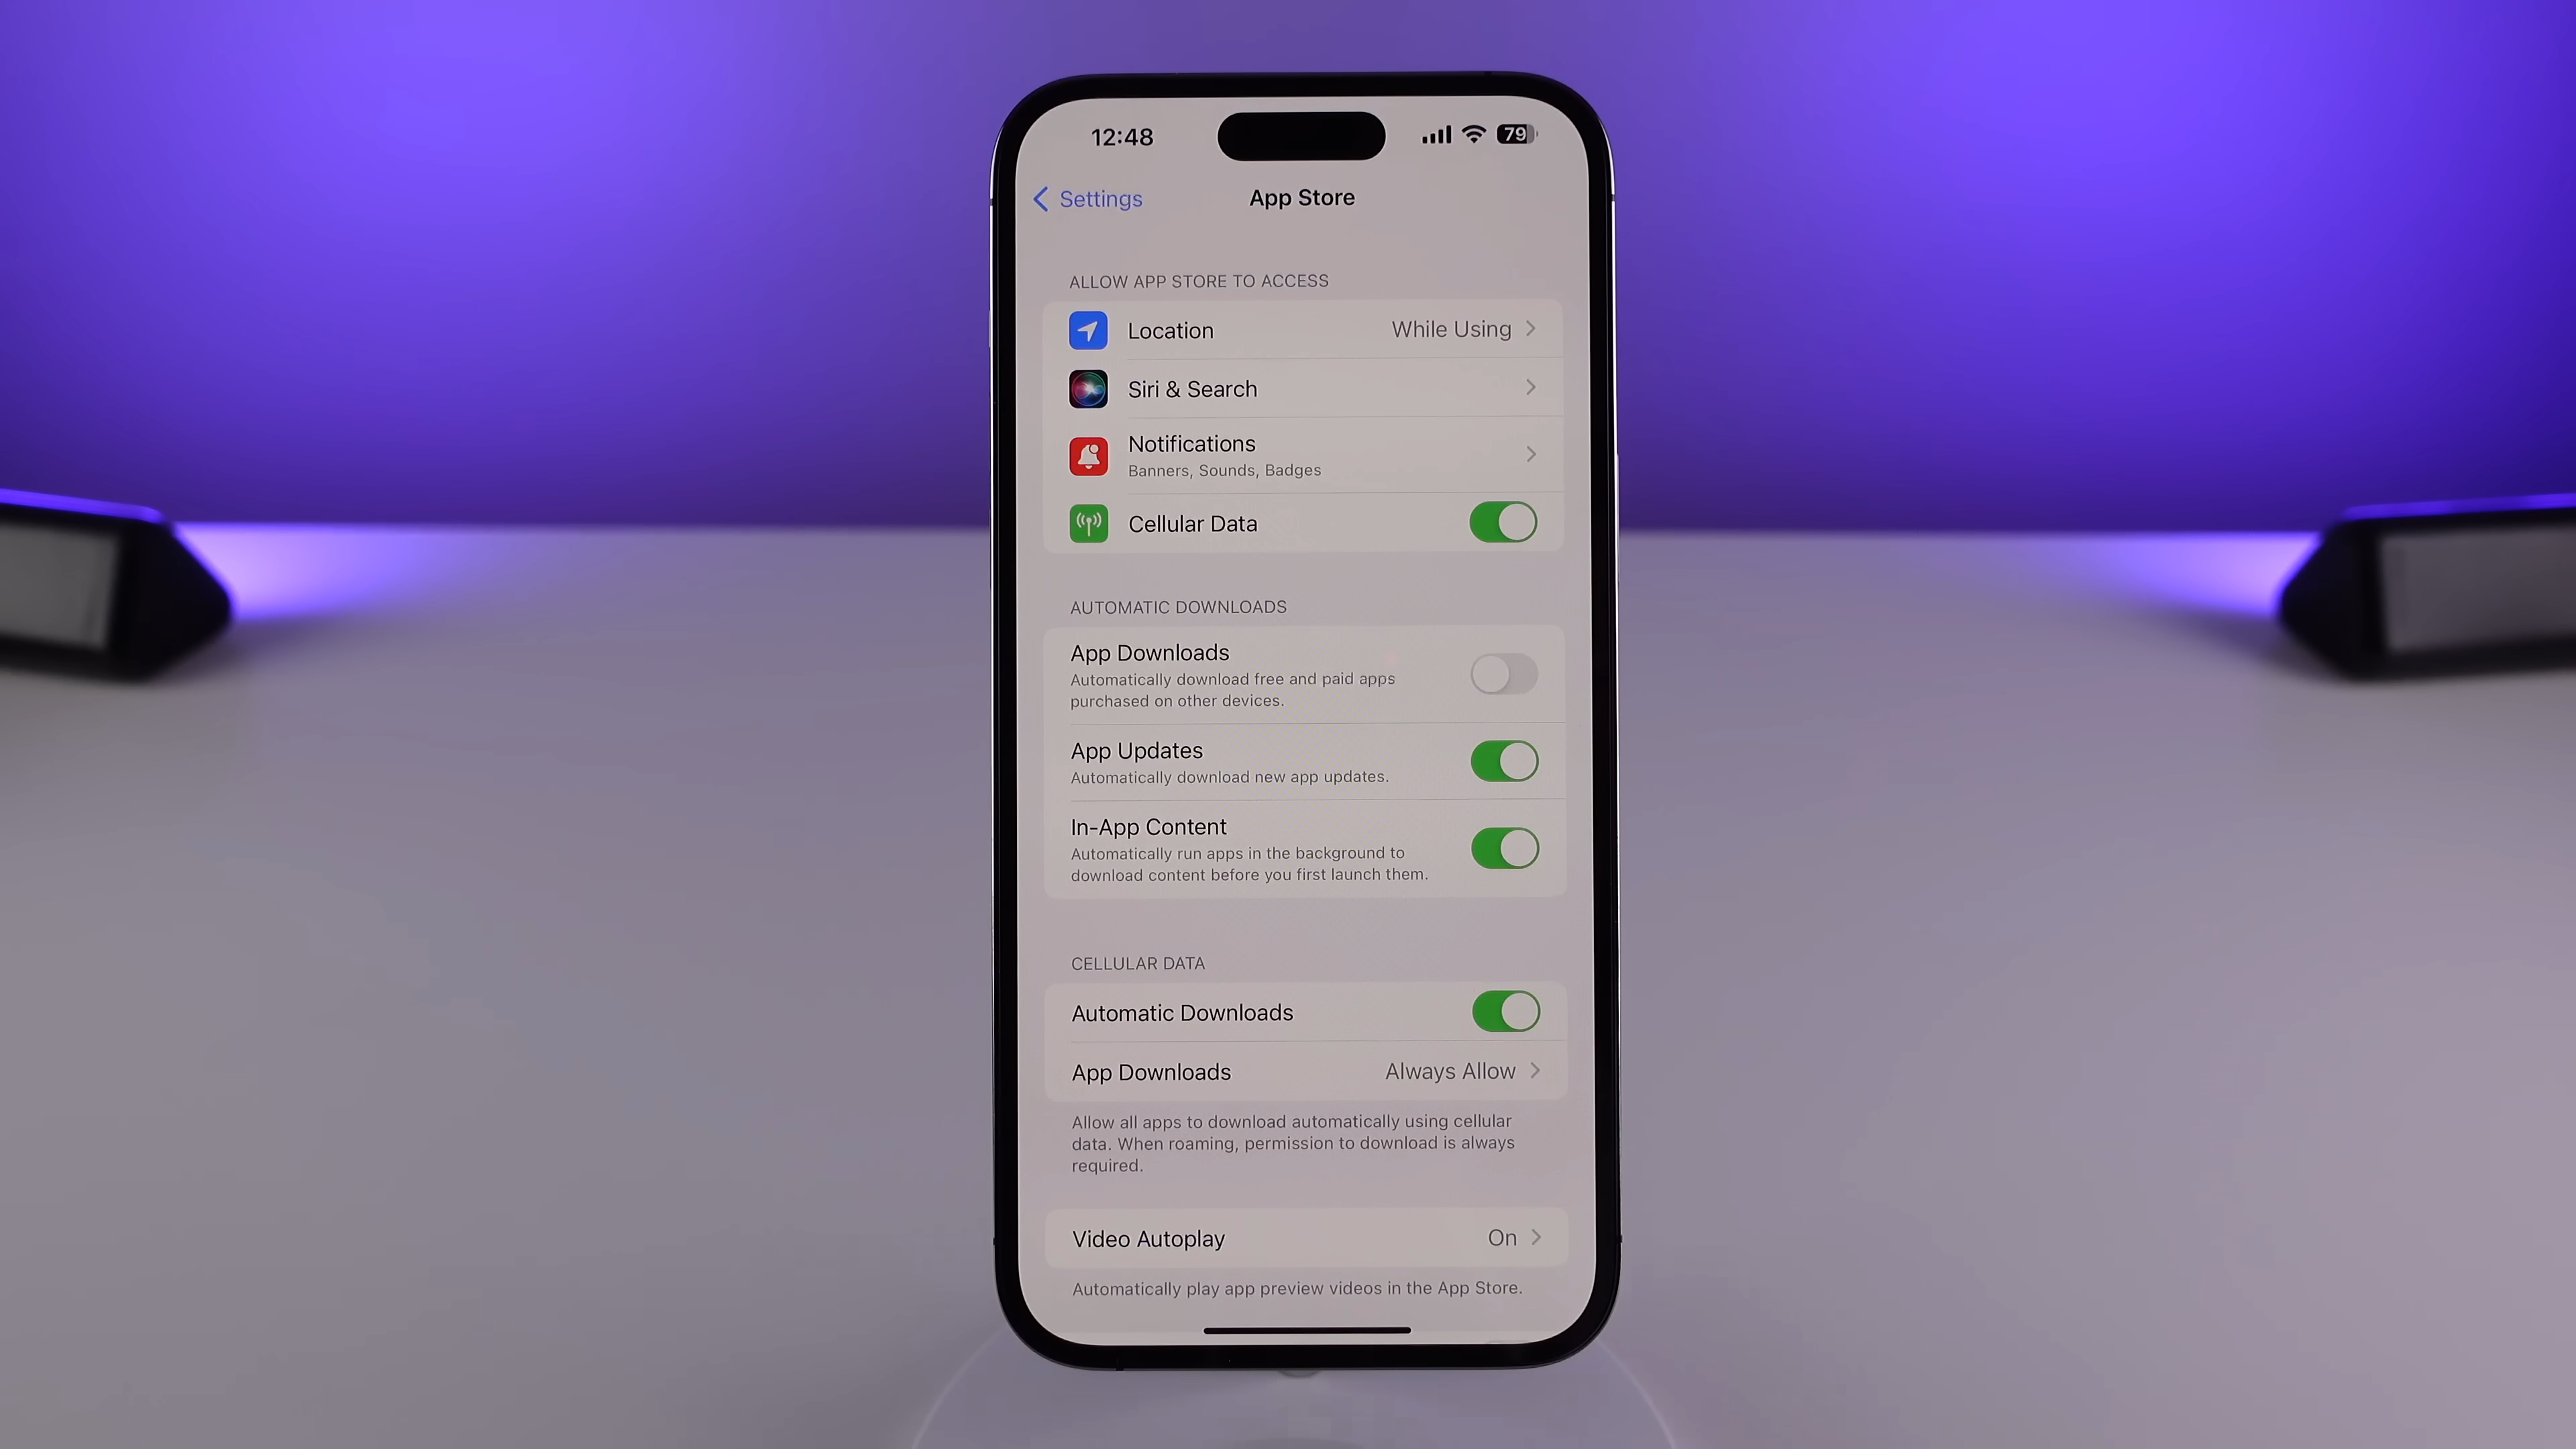 12:48
79
Settings
App Store
ALLOW APP STORE TO ACCESS
Location
While Using
Siri & Search
Notifications
Banners, Sounds, Badges
Cellular Data
AUTOMATIC DOWNLOADS
App Downloads
Automatically download free and paid apps
purchased on other devices.
App Updates
Automatically download new app updates.
In-App Content
Automatically run apps in the background to
download content before you first launch them.
CELLULAR DATA
Automatic Downloads
App Downloads
Always Allow
Allow all apps to download automatically using cellular
data. When roaming, permission to download is always
required.
Video Autoplay
On
Automatically play app preview videos in the App Store.